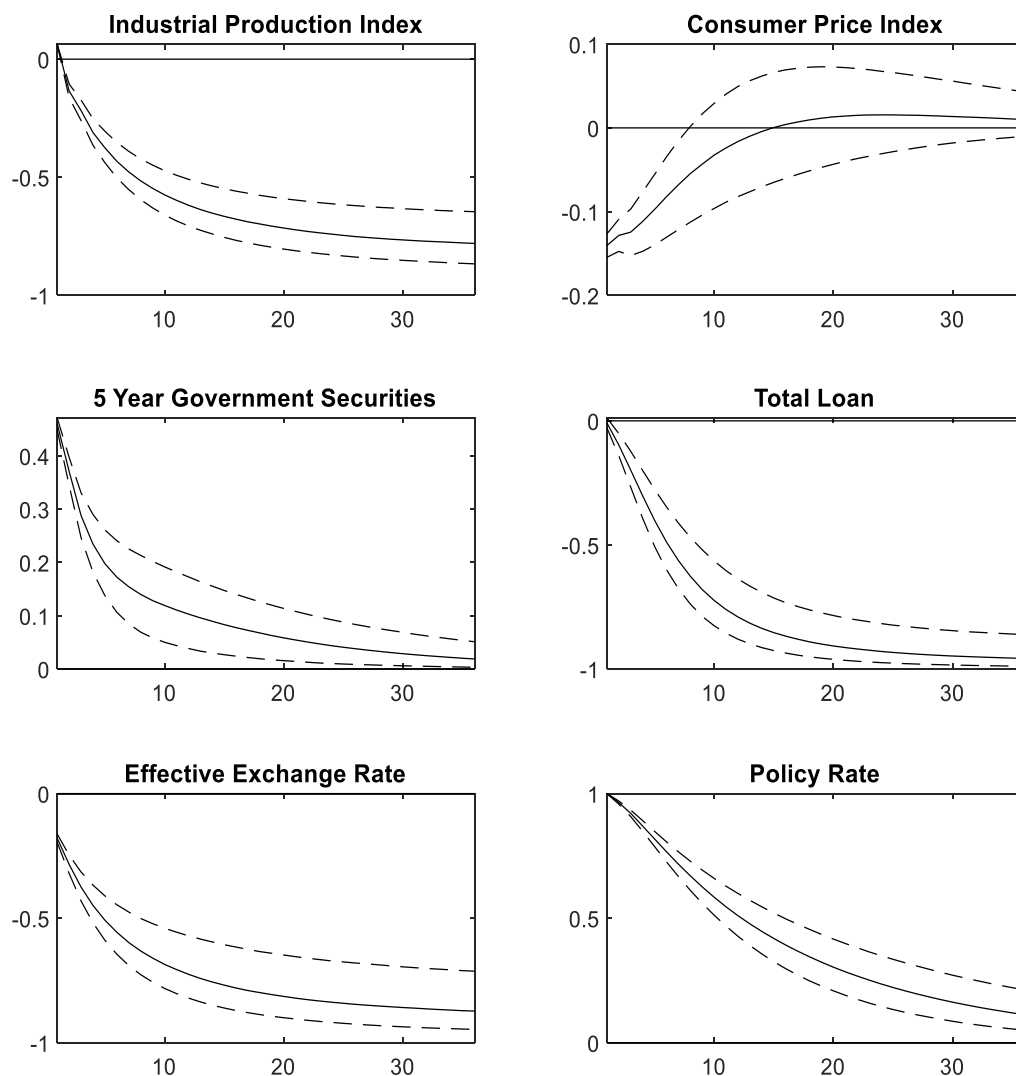 Industrial Production Index
0
-0.5
-1
10 20 30
Consumer Price Index
0.1
0
-0.1
-0.2
10 20 30
5 Year Government Securities
0.4
0.3
0.2
0.1
0
10 20 30
Total Loan
0
-0.5
-1
10 20 30
Effective Exchange Rate
0
-0.5
-1
10 20 30
Policy Rate
1
0.5
0
10 20 30